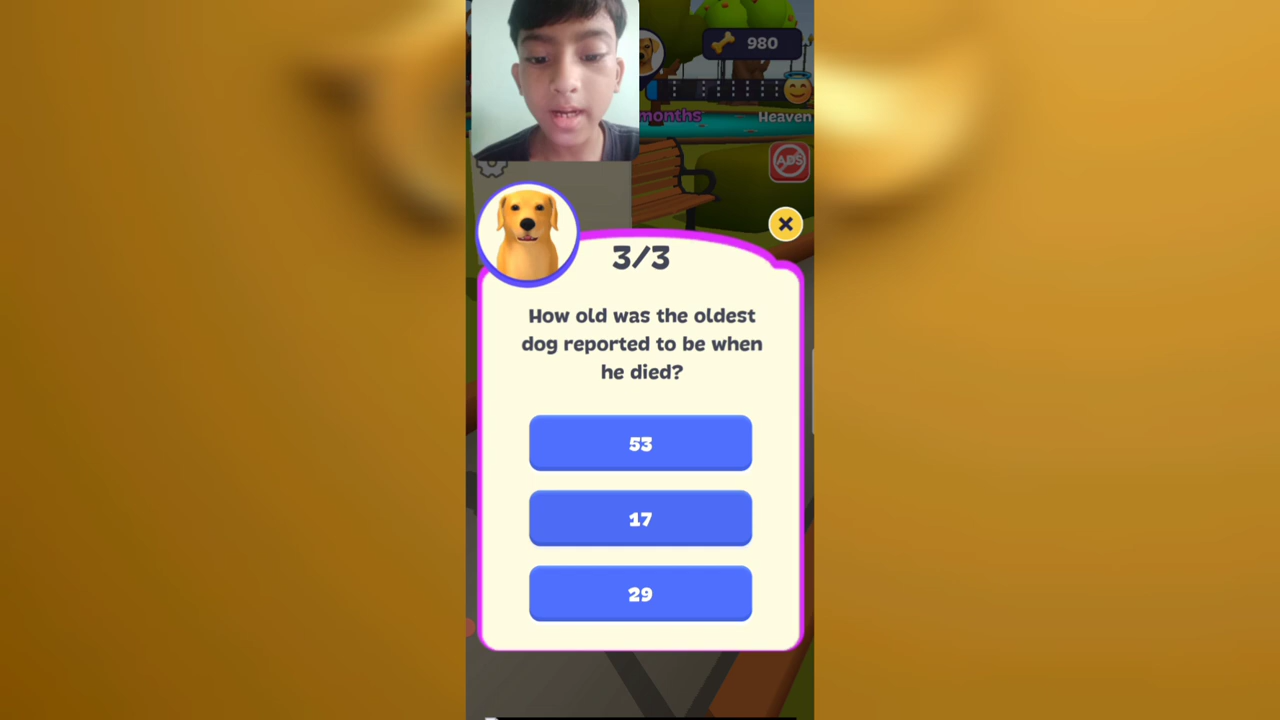 980
months
Heaven
ADS
3/3
How old was the oldest
dog reported to be when
he died?
53
17
29